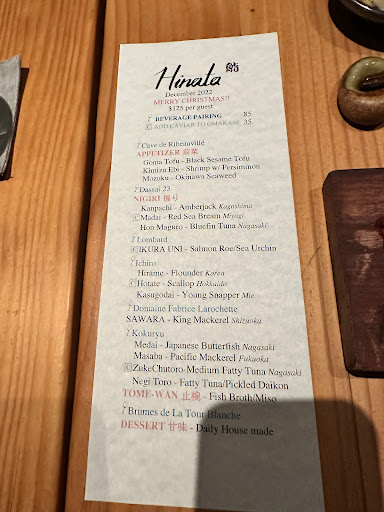 Hinata 鮨
December 2022
MERRY CHRISTMAS!!
$125 per guest
BEVERAGE PAIRING 85
C ADD CAVIAR TO OMAKASE 35
Cave de Ribeauville
APPETIZER 前菜
Goma Tofu - Black Sesame Tofu
Kimizu Ebi - Shrimp w/ Persimmon
Mozuku - Okinawa Seaweed
Dassai 23
NIGIRI 握り
Kanpachi - Amberjack Kagoshima
C Madai - Red Sea Bream Miyagi
Hon Maguro - Bluefin Tuna Nagasaki
Lombard
C IKURA UNI - Salmon Roe/Sea Urchin
Ichiro
Hirame - Flounder Korea
C Hotate - Scallop Hokkaido
Kasugodai - Young Snapper Mie
Domaine Fabrice Larochette
SAWARA - King Mackerel Shizuoka
Kokuryu
Medai - Japanese Butterfish Nagasaki
Masaba - Pacific Mackerel Fukuoka
C ZukeChutoro-Medium Fatty Tuna Nagasaki
Negi Toro - Fatty Tuna/Pickled Daikon
TOME-WAN 止椀 - Fish Broth/Miso
Brumes de La Tour Blanche
DESSERT 甘味 - Daily House made